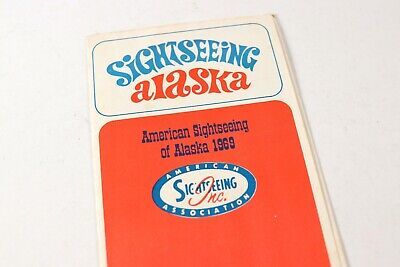 SIGHTSEEING
alaska
American Sightseeing
of Alaska 1969
AMERICAN
SIGHTSEEING
Inc.
ASSOCIATION